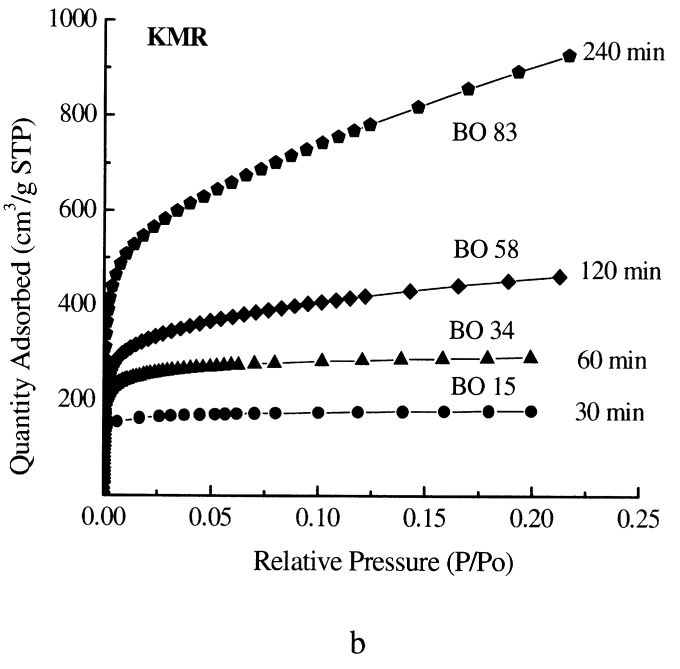 1000
KMR
240 min
800
BO 83
600
BO 58
120 min
400
BO 34
60 min
BO 15
200
30 min
0.00 0.05 0.10 0.15 0.20 0.25
Quantity Adsorbed (cm³/g STP)
Relative Pressure (P/Po)
b